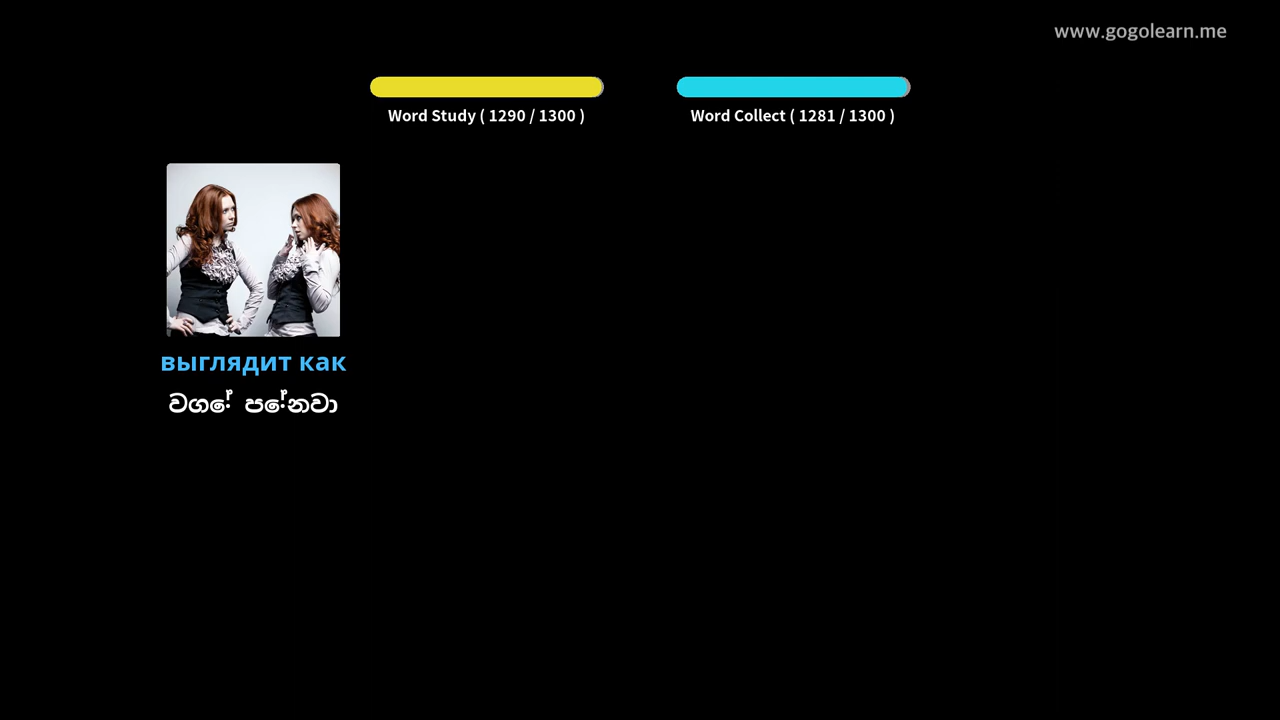 www.gogolearn.me
Word Study ( 1290 / 1300 )
Word Collect ( 1281 / 1300 )
выглядит как
වගේ පේනවා